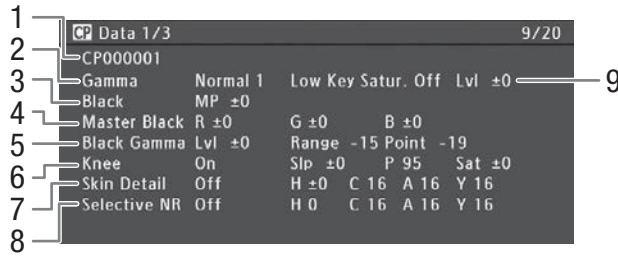 CP Data 1/3 9/20
1 CP000001
2 Gamma Normal 1 Low Key Satur. Off Lvl ±0 9
3 Black MP ±0
4 Master Black R ±0 G ±0 B ±0
5 Black Gamma Lvl ±0 Range -15 Point -19
6 Knee On Slp ±0 P 95 Sat ±0
7 Skin Detail Off H ±0 C 16 A 16 Y 16
8 Selective NR Off H 0 C 16 A 16 Y 16